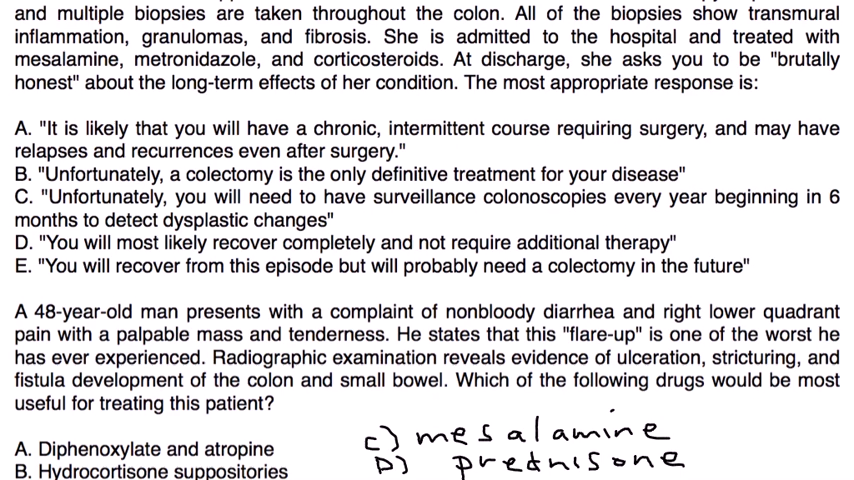 and multiple biopsies are taken throughout the colon. All of the biopsies show transmural
inflammation, granulomas, and fibrosis. She is admitted to the hospital and treated with
mesalamine, metronidazole, and corticosteroids. At discharge, she asks you to be "brutally
honest" about the long-term effects of her condition. The most appropriate response is:
A. "It is likely that you will have a chronic, intermittent course requiring surgery, and may have
relapses and recurrences even after surgery."
B. "Unfortunately, a colectomy is the only definitive treatment for your disease"
C. "Unfortunately, you will need to have surveillance colonoscopies every year beginning in 6
months to detect dysplastic changes"
D. "You will most likely recover completely and not require additional therapy"
E. "You will recover from this episode but will probably need a colectomy in the future"
A 48-year-old man presents with a complaint of nonbloody diarrhea and right lower quadrant
pain with a palpable mass and tenderness. He states that this "flare-up" is one of the worst he
has ever experienced. Radiographic examination reveals evidence of ulceration, stricturing, and
fistula development of the colon and small bowel. Which of the following drugs would be most
useful for treating this patient?
A. Diphenoxylate and atropine
B. Hydrocortisone suppositories
c) mesalamine
D) prednisone